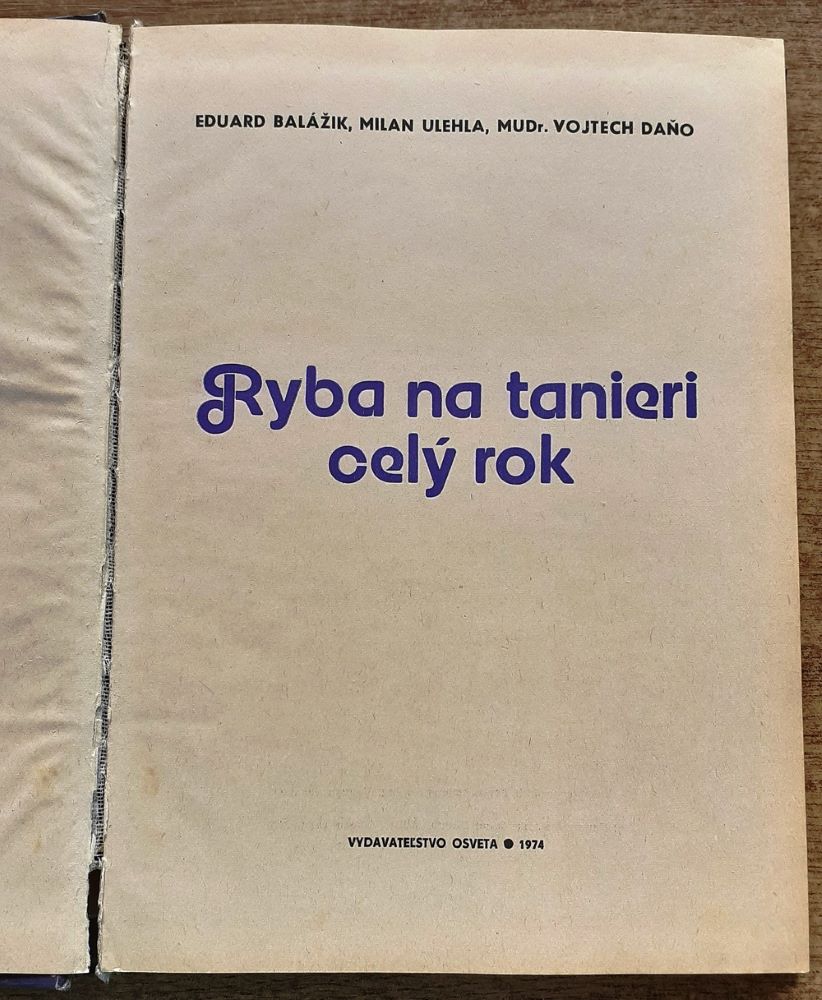 EDUARD BALÁŽIK, MILAN ULEHLA, MUDr. VOJTECH DAŇO
Ryba na tanieri
celý rok
VYDAVATEĽSTVO OSVETA ● 1974